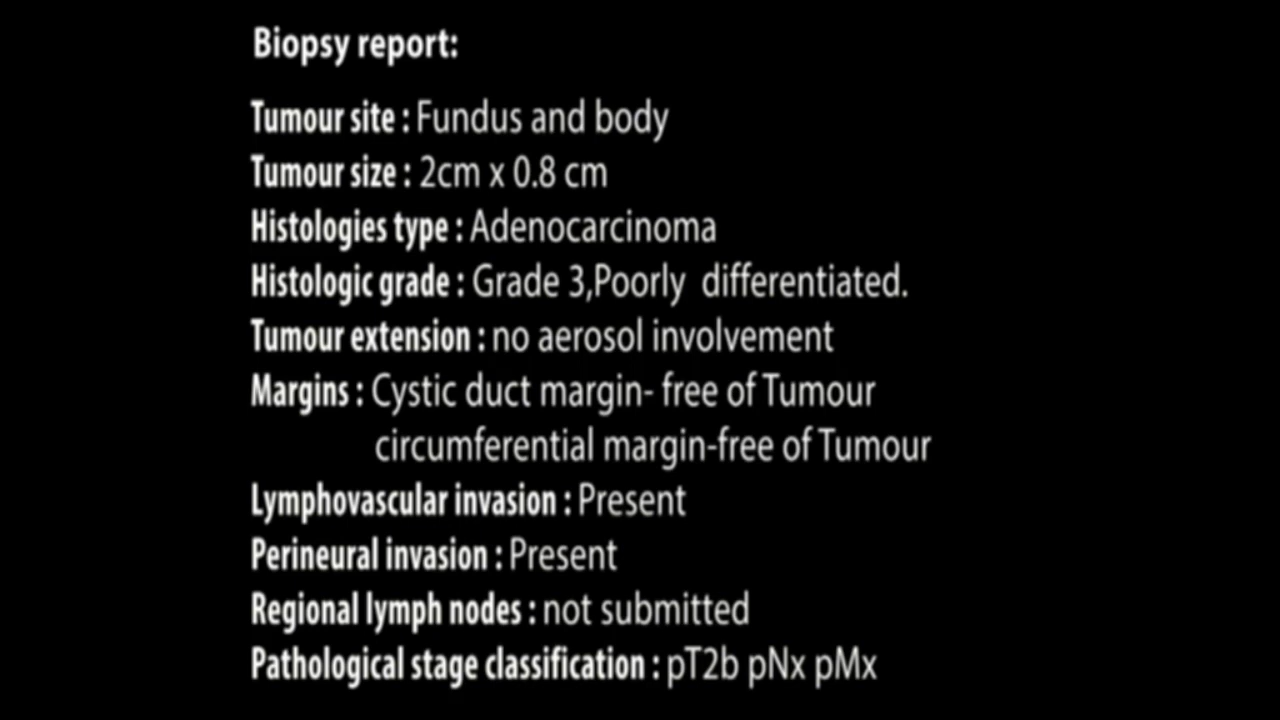 Biopsy report:
Tumour site : Fundus and body
Tumour size : 2cm x 0.8 cm
Histologies type : Adenocarcinoma
Histologic grade : Grade 3,Poorly differentiated.
Tumour extension : no aerosol involvement
Margins : Cystic duct margin- free of Tumour
circumferential margin-free of Tumour
Lymphovascular invasion : Present
Perineural invasion : Present
Regional lymph nodes : not submitted
Pathological stage classification : pT2b pNx pMx